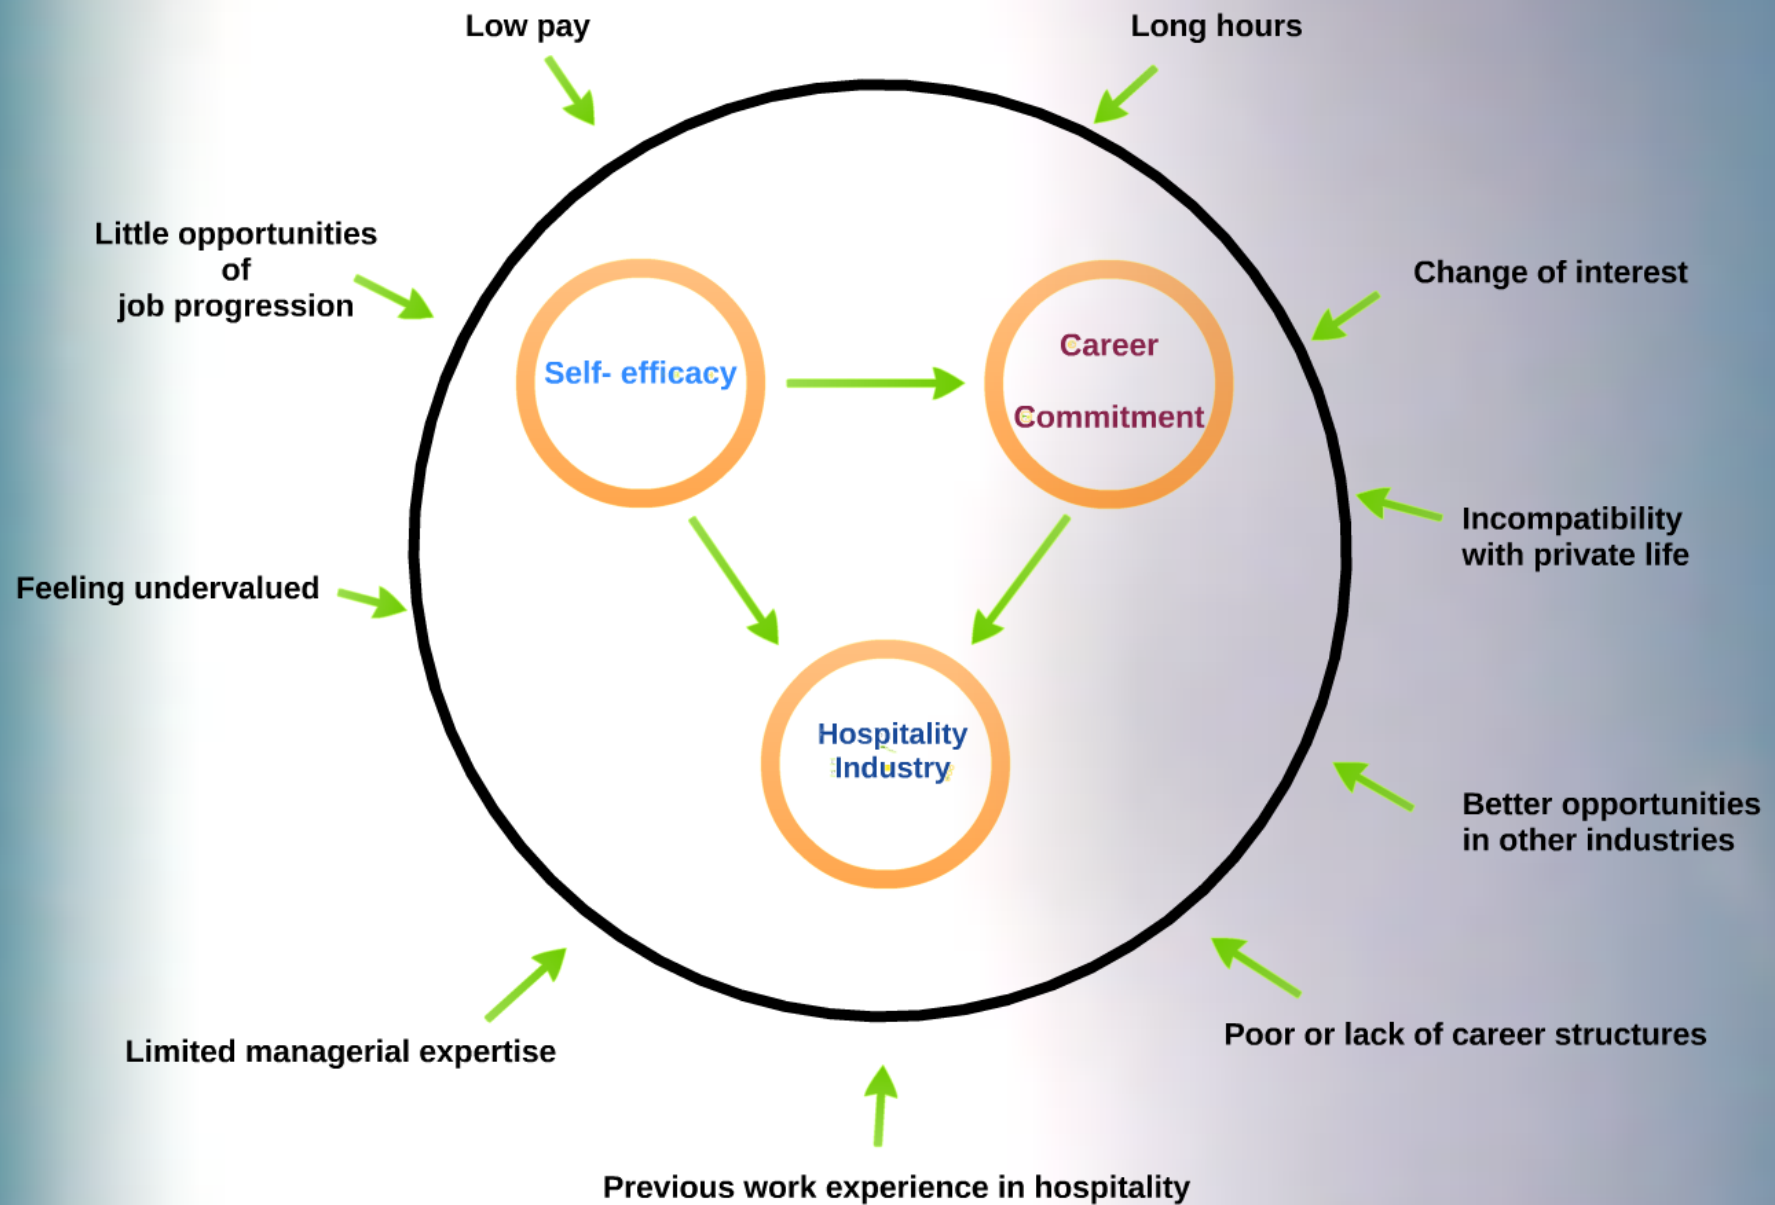 Low pay
Long hours
Little opportunities
of
job progression
Change of interest
Self- efficacy
Career
Commitment
Incompatibility
with private life
Feeling undervalued
Hospitality
Industry
Better opportunities
in other industries
Poor or lack of career structures
Limited managerial expertise
Previous work experience in hospitality